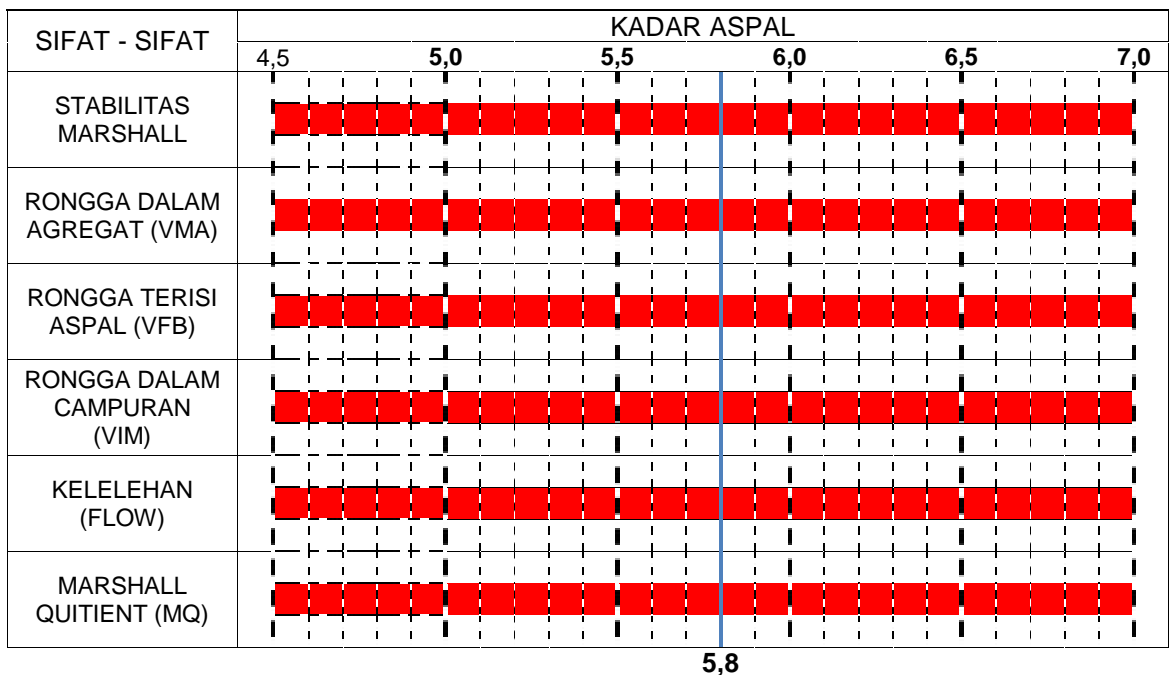 SIFAT - SIFAT
KADAR ASPAL
4,5 5,0 5,5 6,0 6,5 7,0
STABILITAS
MARSHALL
RONGGA DALAM
AGREGAT (VMA)
RONGGA TERISI
ASPAL (VFB)
RONGGA DALAM
CAMPURAN
(VIM)
KELELEHAN
(FLOW)
MARSHALL
QUITIENT (MQ)
5,8